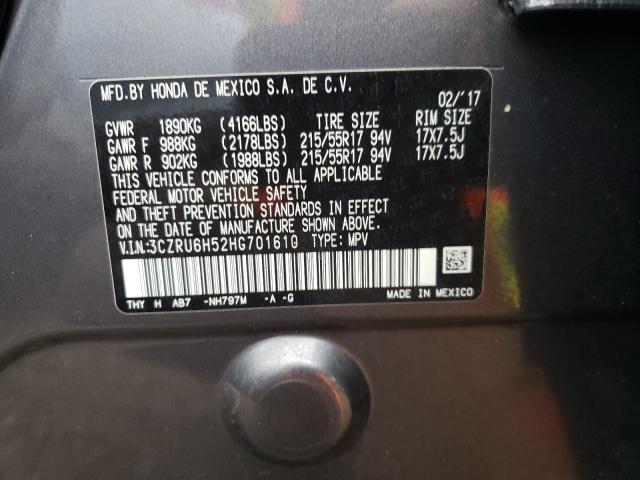 MFD.BY HONDA DE MEXICO S.A. DE C.V. 02/'17
GVWR 1890KG (4166LBS) TIRE SIZE RIM SIZE
GAWR F 988KG (2178LBS) 215/55R17 94V 17X7.5J
GAWR R 902KG (1988LBS) 215/55R17 94V 17X7.5J
THIS VEHICLE CONFORMS TO ALL APPLICABLE
FEDERAL MOTOR VEHICLE SAFETY
AND THEFT PREVENTION STANDARDS IN EFFECT
ON THE DATE OF MANUFACTURE SHOWN ABOVE.
V.I.N:3CZRU6H52HG701610 TYPE: MPV
THY H AB7 -NH797M -A -G MADE IN MEXICO